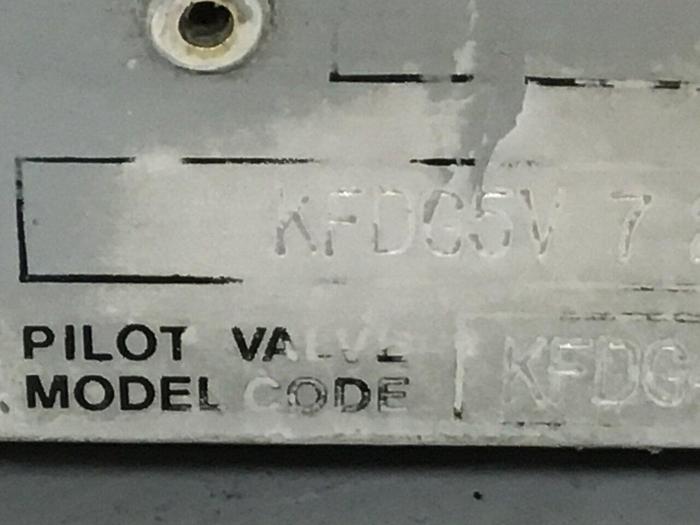 KFDG5V 7
PILOT VALVE
MODEL CODE KFDG